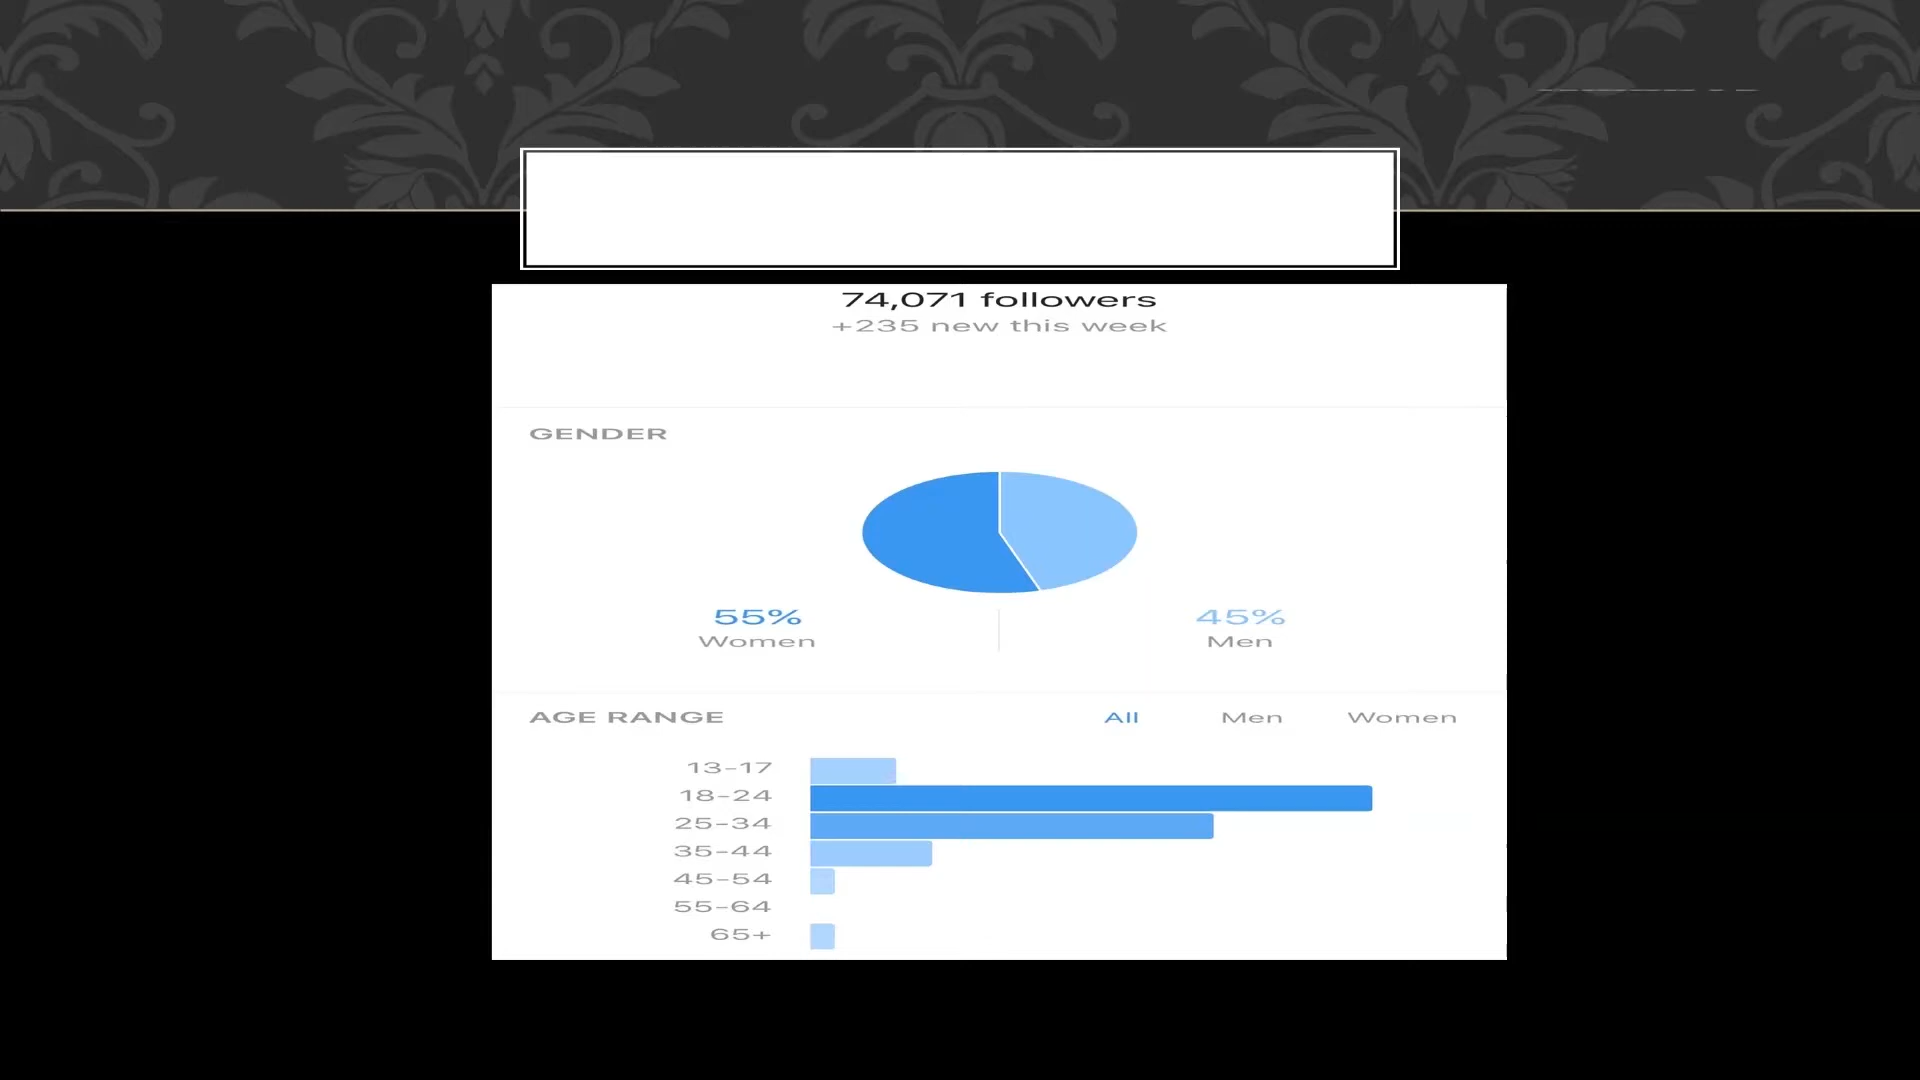 74,071 followers
+235 new this week
GENDER
55%
Women
45%
Men
AGE RANGE All Men Women
13-17
18-24
25-34
35-44
45-54
55-64
65+